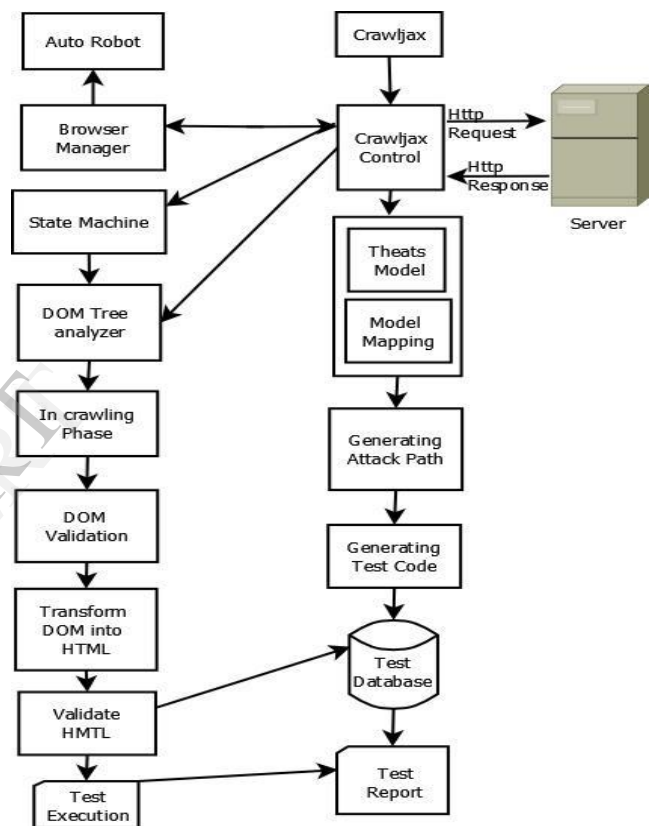 Auto Robot
Crawljax
Browser
Manager
Crawljax
Control
Http
Request
Http
Response
Server
State Machine
Theats
Model
DOM Tree
analyzer
Model
Mapping
In crawling
Phase
Generating
Attack Path
DOM
Validation
Generating
Test Code
Transform
DOM into
HTML
Test
Database
Validate
HMTL
Test
Execution
Test
Report